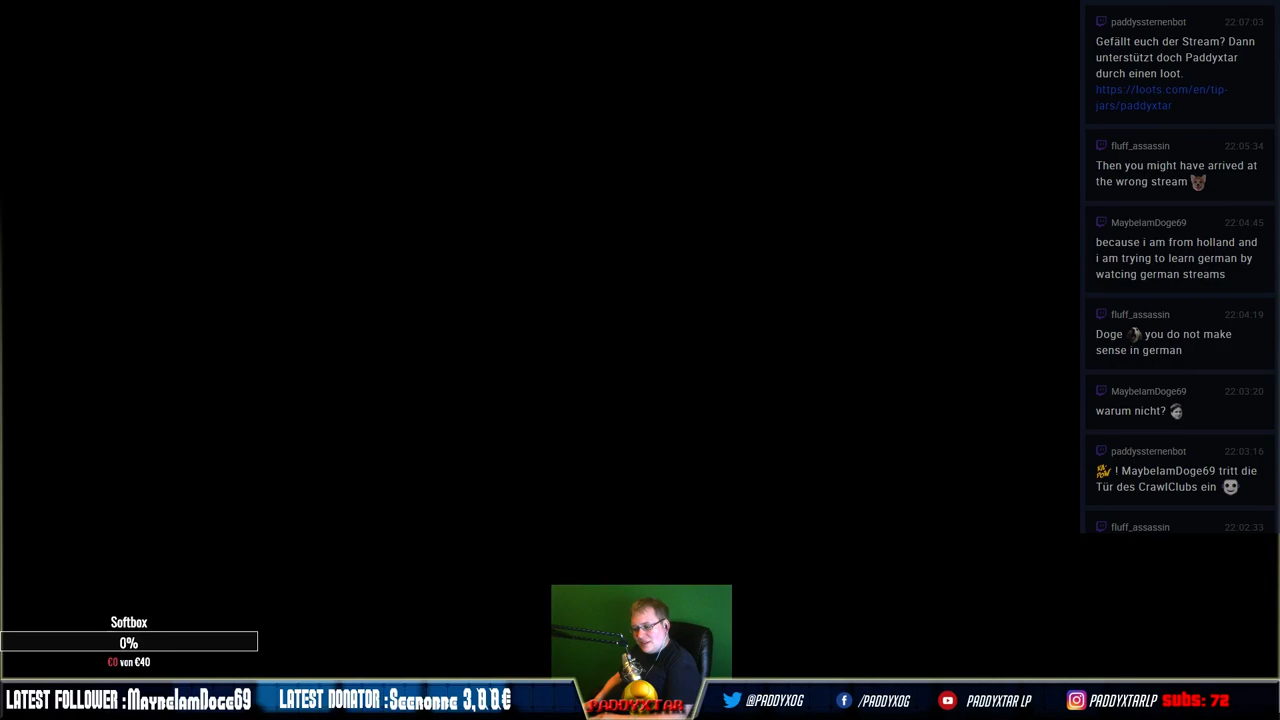 paddyssternenbot 22:07:03
Gefällt euch der Stream? Dann
unterstützt doch Paddyxtar
durch einen loot.
https://loots.com/en/tip-
jars/paddyxtar
fluff_assassin 22:05:34
Then you might have arrived at
the wrong stream
MaybeIamDoge69 22:04:45
because i am from holland and
i am trying to learn german by
watcing german streams
fluff_assassin 22:04:19
Doge you do not make
sense in german
MaybeIamDoge69 22:03:20
warum nicht?
paddyssternenbot 22:03:16
! MaybeIamDoge69 tritt die
Tür des CrawlClubs ein
fluff_assassin 22:02:33
Softbox
0%
€0 von €40
LATEST FOLLOWER :MaybeIamDoge69
LATEST DONATOR :Seeronne 3,00€
PADDYXTAR
@PADDYXOG
/PADDYXOG
PADDYXTAR LP
PADDYXTARLP
subs: 72